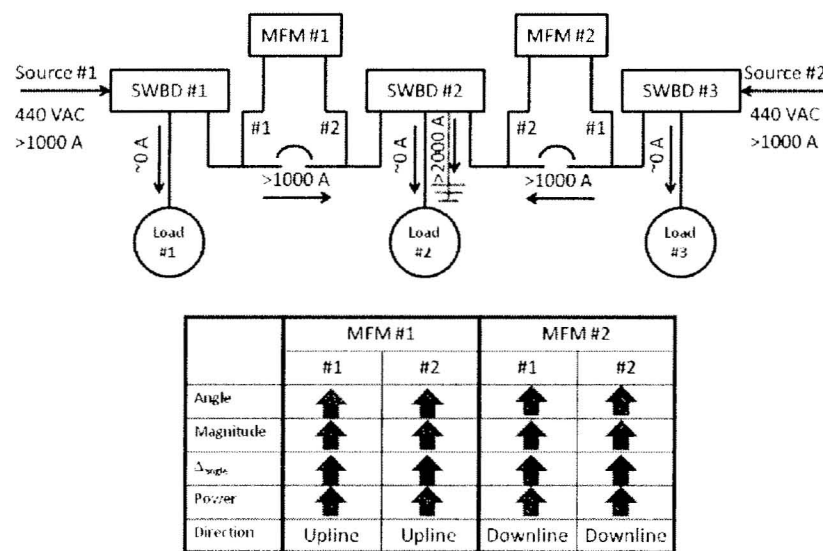 MFM #1
MFM #2
Source #1
SWBD #1
SWBD #2
SWBD #3
Source #2
440 VAC
>1000 A
#1
#2
#2
#1
440 VAC
>1000 A
~0 A
>1000 A
~0 A
>2000 A
>1000 A
~0 A
Load
#1
Load
#2
Load
#3
MFM #1
MFM #2
#1
#2
#1
#2
Angle
Magnitude
Δangle
Power
Direction
Upline
Upline
Downline
Downline